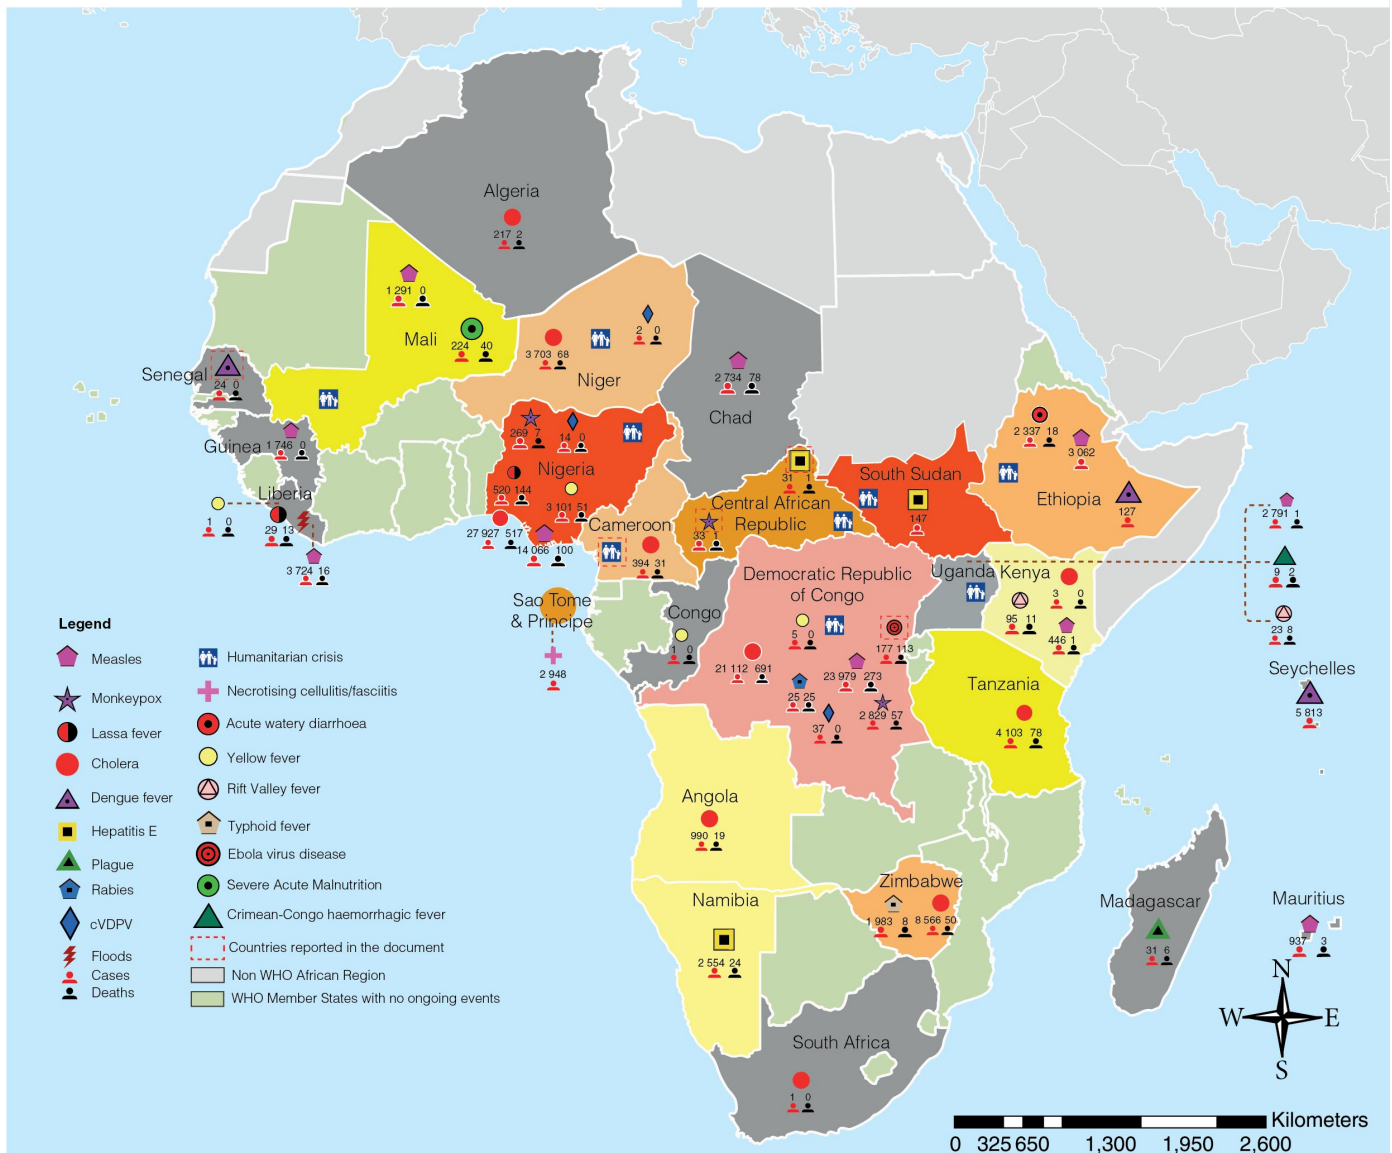 Algeria
217 2
1 291 0
Mali
224 40
3 703 68
2 0
Niger
2 734 78
Chad
Senegal
24 0
Guinea
1 746 0
Liberia
1 0
29 13
3 724 16
269 7
14 0
Nigeria
520 144
3 101 51
27 927 517
14 066 100
Cameroon
394 31
31 1
Central African
Republic
33 1
South Sudan
147
2 337 18
3 062
Ethiopia
127
Uganda
Kenya
3 0
95 11
446 1
2 791 1
9 2
23 8
Seychelles
5 813
Sao Tome
& Principe
2 948
Congo
1 0
Democratic Republic
of Congo
5 0
177 113
21 112 691
23 979 273
25 25
2 829 57
37 0
Tanzania
4 103 78
Angola
990 19
Namibia
2 554 24
Zimbabwe
1 983 8
8 566 50
Madagascar
31 6
Mauritius
937 3
South Africa
1 0
Legend
Measles
Monkeypox
Lassa fever
Cholera
Dengue fever
Hepatitis E
Plague
Rabies
cVDPV
Floods
Cases
Deaths
Humanitarian crisis
Necrotising cellulitis/fasciitis
Acute watery diarrhoea
Yellow fever
Rift Valley fever
Typhoid fever
Ebola virus disease
Severe Acute Malnutrition
Crimean-Congo haemorrhagic fever
Countries reported in the document
Non WHO African Region
WHO Member States with no ongoing events
N
W E
S
Kilometers
0 325 650 1,300 1,950 2,600